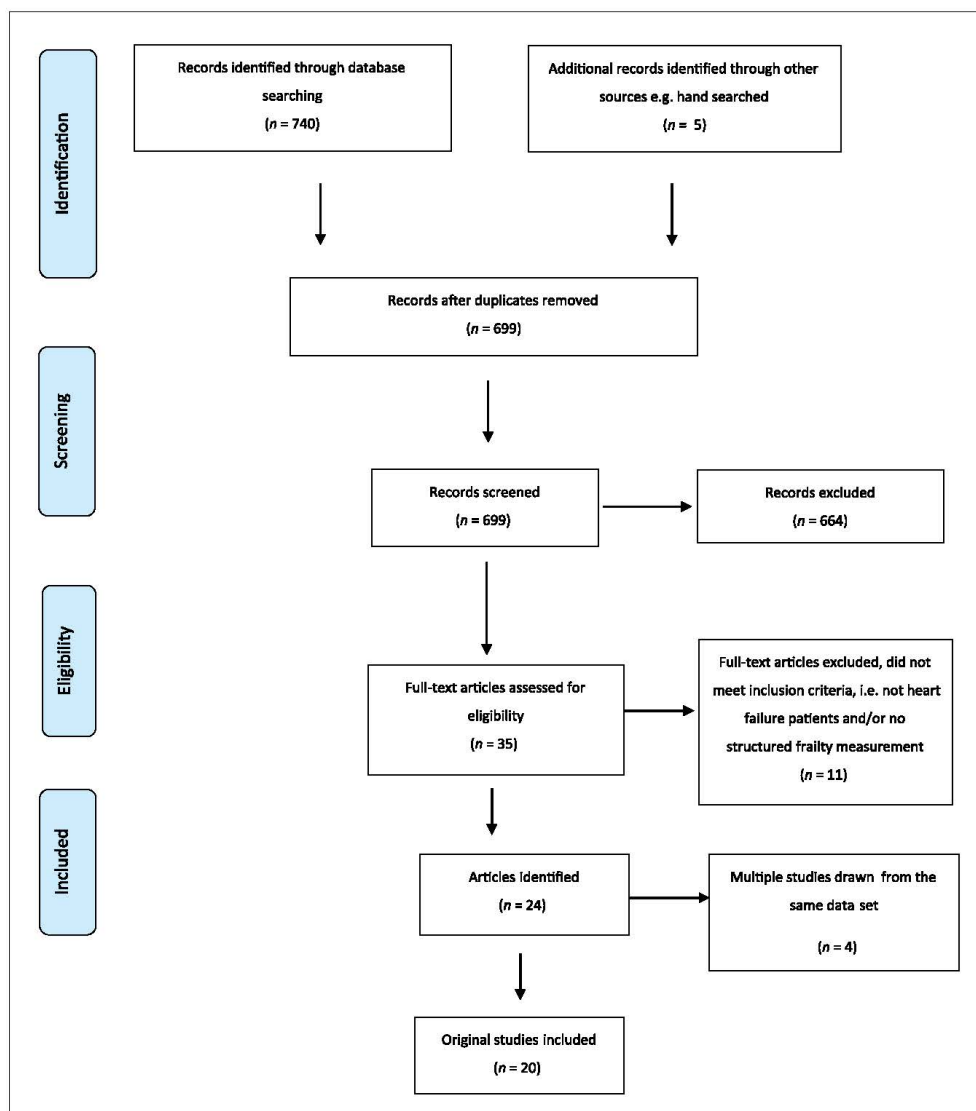 Identification
Records identified through database
searching
(n = 740)
Additional records identified through other
sources e.g. hand searched
(n = 5)
Records after duplicates removed
(n = 699)
Screening
Records screened
(n = 699)
Records excluded
(n = 664)
Eligibility
Full-text articles assessed for
eligibility
(n = 35)
Full-text articles excluded, did not
meet inclusion criteria, i.e. not heart
failure patients and/or no
structured frailty measurement
(n = 11)
Included
Articles identified
(n = 24)
Multiple studies drawn from the
same data set
(n = 4)
Original studies included
(n = 20)